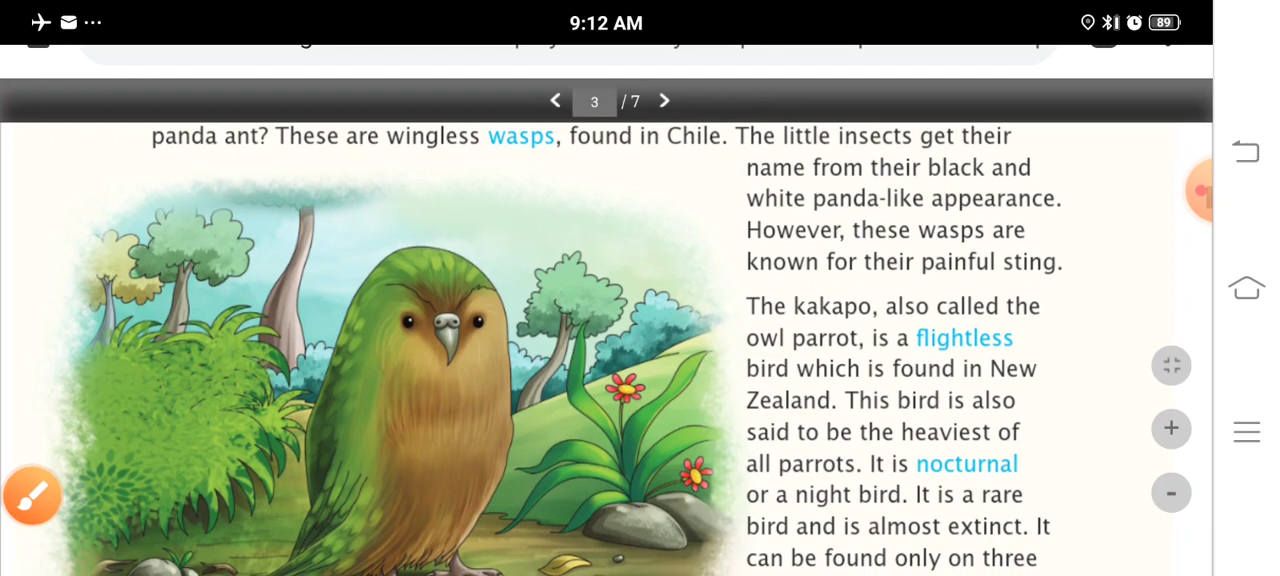 9:12 AM
89
3 / 7
panda ant? These are wingless wasps, found in Chile. The little insects get their
name from their black and
white panda-like appearance.
However, these wasps are
known for their painful sting.
The kakapo, also called the
owl parrot, is a flightless
bird which is found in New
Zealand. This bird is also
said to be the heaviest of
all parrots. It is nocturnal
or a night bird. It is a rare
bird and is almost extinct. It
can be found only on three